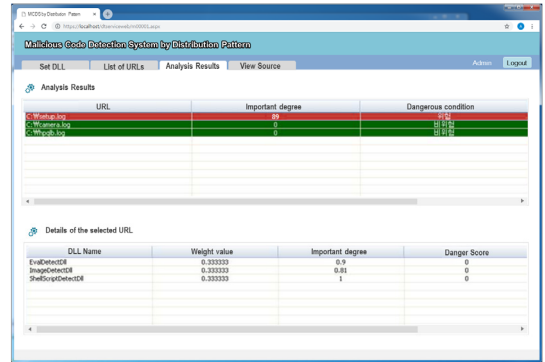 MCDS by Distribution Pattern
https://localhost/dllserviceweb/m00003.aspx
Malicious Code Detection System by Distribution Pattern
Set DLL List of URLs Analysis Results View Source Admin Logout
Analysis Results
URL Important degree Dangerous condition
C:₩setup.log 89 위험
C:₩camera.log 0 비위험
C:₩hpqlb.log 0 비위험
Details of the selected URL
DLL Name Weight value Important degree Danger Score
EvalDetectDll 0.333333 0.9 0
ImageDetectDll 0.333333 0.81 0
ShellScriptDetectDll 0.333333 1 0